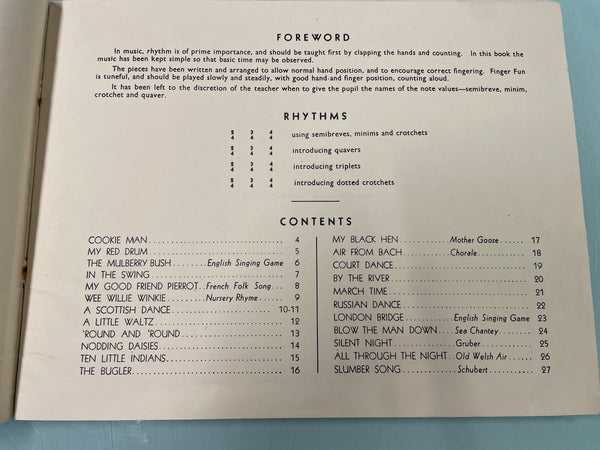 FOREWORD
In music, rhythm is of prime importance, and should be taught first by clapping the hands and counting. In this book the
music has been kept simple so that basic time may be observed.
The pieces have been written and arranged to allow normal hand position, and to encourage correct fingering. Finger Fun
is tuneful, and should be played slowly and steadily, with good hand and finger position, counting aloud.
It has been left to the discretion of the teacher when to give the pupil the names of the note values—semibreve, minim,
crotchet and quaver.
RHYTHMS
2/4 3/4 4/4 using semibreves, minims and crotchets
2/4 3/4 4/4 introducing quavers
2/4 3/4 4/4 introducing triplets
2/4 3/4 4/4 introducing dotted crotchets
CONTENTS
COOKIE MAN 4
MY RED DRUM 5
THE MULBERRY BUSH English Singing Game 6
IN THE SWING 7
MY GOOD FRIEND PIERROT French Folk Song 8
WEE WILLIE WINKIE Nursery Rhyme 9
A SCOTTISH DANCE 10-11
A LITTLE WALTZ 12
'ROUND AND 'ROUND 13
NODDING DAISIES 14
TEN LITTLE INDIANS 15
THE BUGLER 16
MY BLACK HEN Mother Goose 17
AIR FROM BACH Chorale 18
COURT DANCE 19
BY THE RIVER 20
MARCH TIME 21
RUSSIAN DANCE 22
LONDON BRIDGE English Singing Game 23
BLOW THE MAN DOWN Sea Chantey 24
SILENT NIGHT Gruber 25
ALL THROUGH THE NIGHT Old Welsh Air 26
SLUMBER SONG Schubert 27